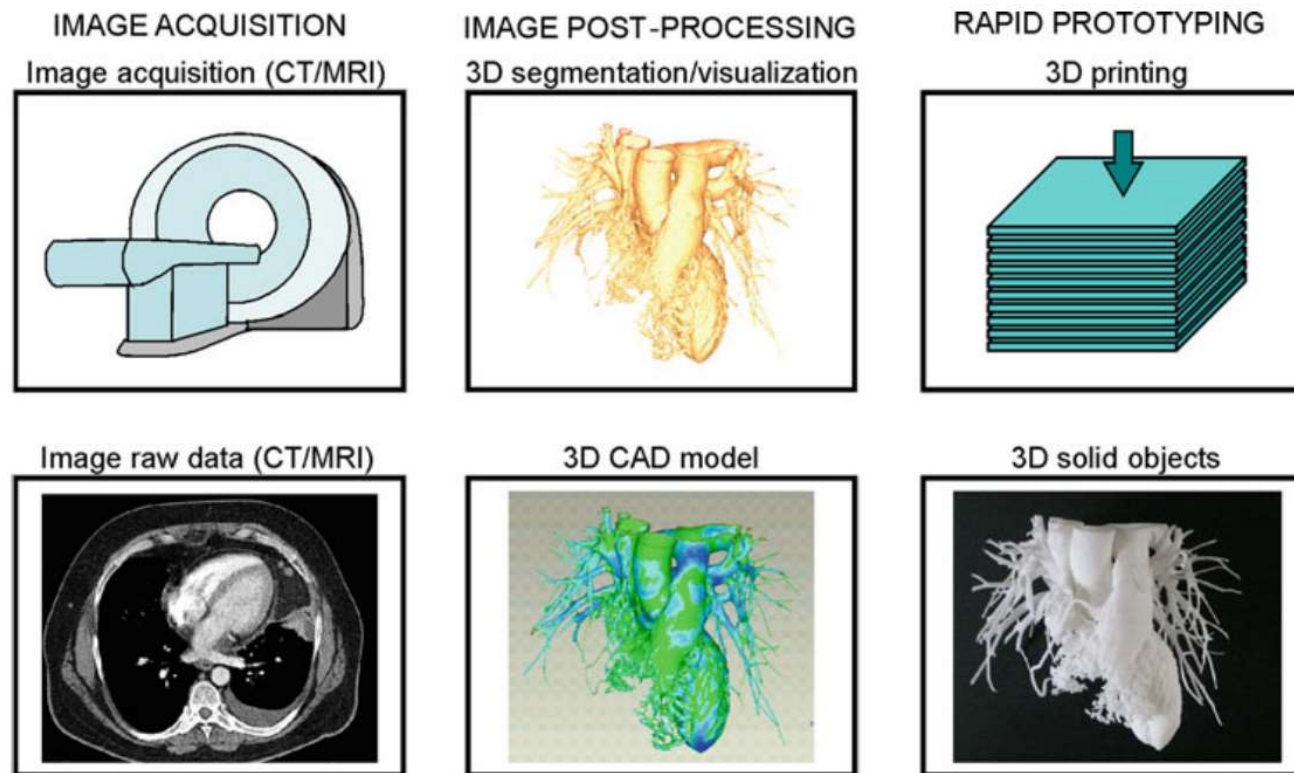 IMAGE ACQUISITION
Image acquisition (CT/MRI)
IMAGE POST-PROCESSING
3D segmentation/visualization
RAPID PROTOTYPING
3D printing
Image raw data (CT/MRI)
3D CAD model
3D solid objects